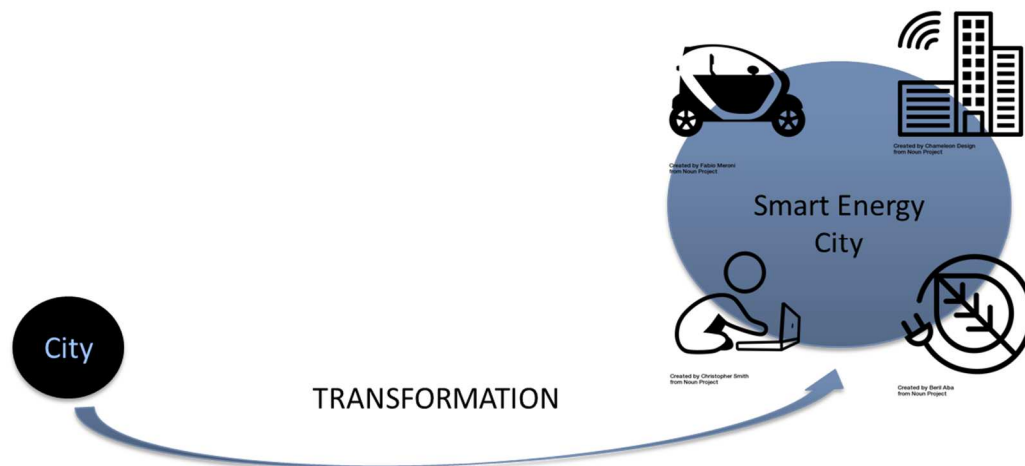 Created by Fabio Meroni
from Noun Project
Created by Chameleon Design
from Noun Project
Smart Energy
City
City
TRANSFORMATION
Created by Christopher Smith
from Noun Project
Created by Beril Aba
from Noun Project